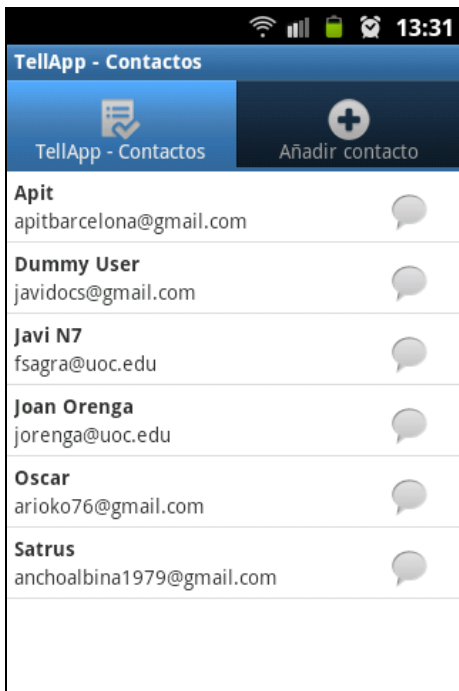 13:31
TellApp - Contactos
TellApp - Contactos
Añadir contacto
Apit
apitbarcelona@gmail.com
Dummy User
javidocs@gmail.com
Javi N7
fsagra@uoc.edu
Joan Orenga
jorenga@uoc.edu
Oscar
arioko76@gmail.com
Satrus
anchoalbina1979@gmail.com